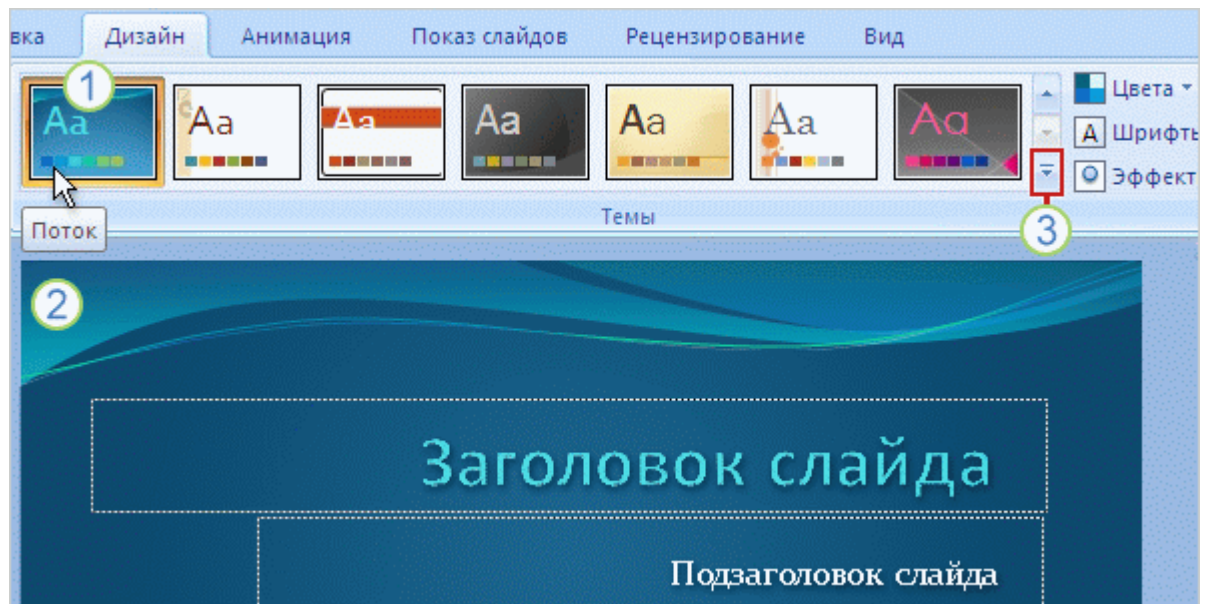 вка Дизайн Анимация Показ слайдов Рецензирование Вид
1
Aa Aa Aa Aa Aa Aa Aa
Цвета
A Шрифты
Эффект
Поток
Темы
3
2
Заголовок слайда
Подзаголовок слайда